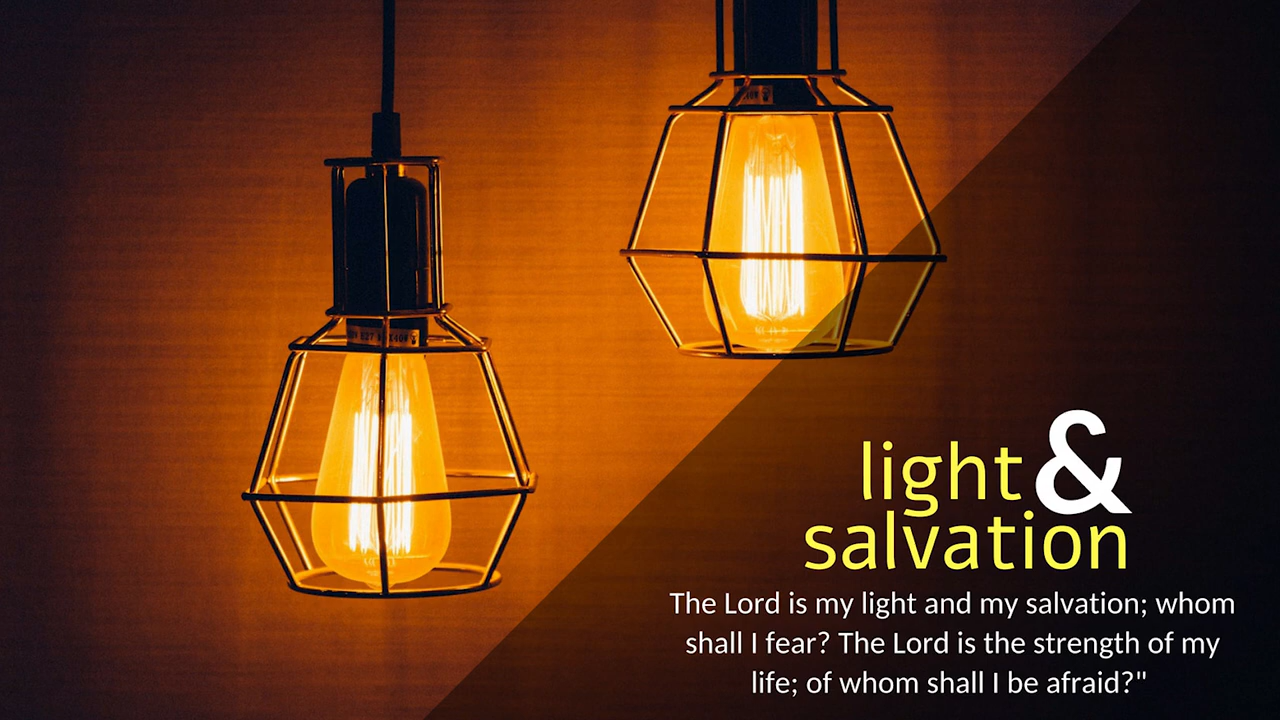 light &
salvation
The Lord is my light and my salvation; whom
shall I fear? The Lord is the strength of my
life; of whom shall I be afraid?"